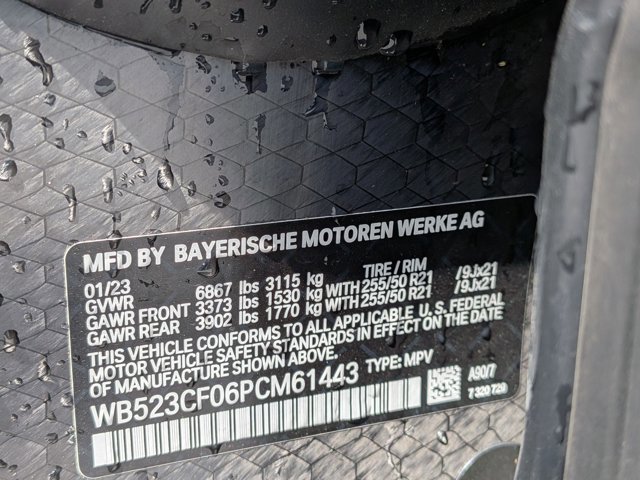 MFD BY BAYERISCHE MOTOREN WERKE AG
01/23 6867 lbs 3115 kg TIRE / RIM
GVWR
GAWR FRONT 3373 lbs 1530 kg WITH 255/50 R21 /9Jx21
GAWR REAR 3902 lbs 1770 kg WITH 255/50 R21 /9Jx21
THIS VEHICLE CONFORMS TO ALL APPLICABLE U.S. FEDERAL
MOTOR VEHICLE SAFETY STANDARDS IN EFFECT ON THE DATE
OF MANUFACTURE SHOWN ABOVE.
WB523CF06PCM61443 TYPE: MPV
A90/7
7 320 729